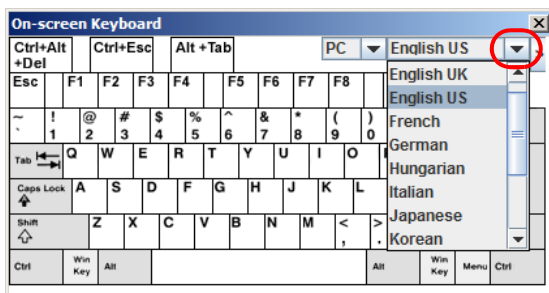 On-screen Keyboard
Ctrl+Alt +Del Ctrl+Esc Alt +Tab PC English US
Esc F1 F2 F3 F4 F5 F6 F7 F8
English UK
English US
French
German
Hungarian
Italian
Japanese
Korean
~ ! @ # $ % ^ & * ( )
` 1 2 3 4 5 6 7 8 9 0
Tab Q W E R T Y U I O
Caps Lock A S D F G H J K L
Shift Z X C V B N M < >
, .
Ctrl Win Key Alt Alt Win Key Menu Ctrl